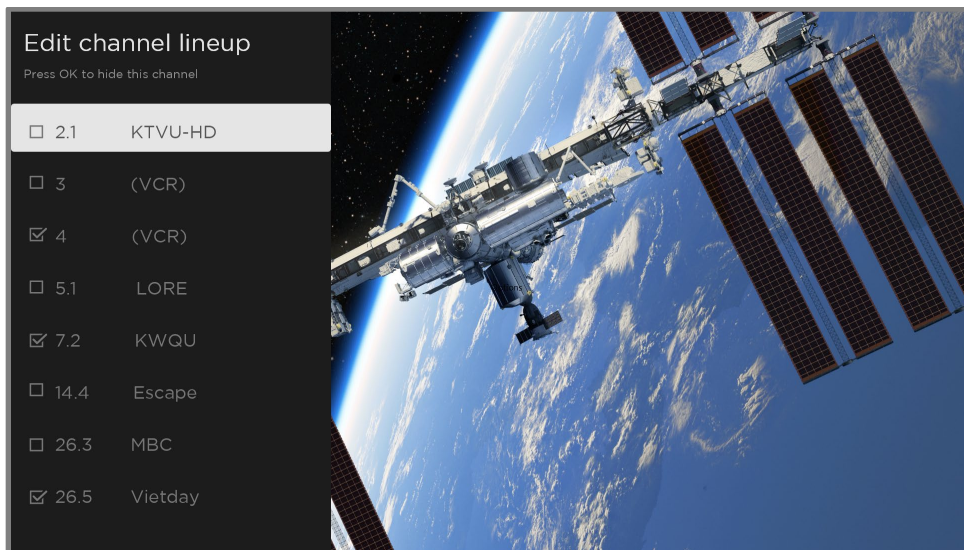 Edit channel lineup
Press OK to hide this channel
2.1 KTVU-HD
3 (VCR)
4 (VCR)
5.1 LORE
7.2 KWQU
14.4 Escape
26.3 MBC
26.5 Vietday